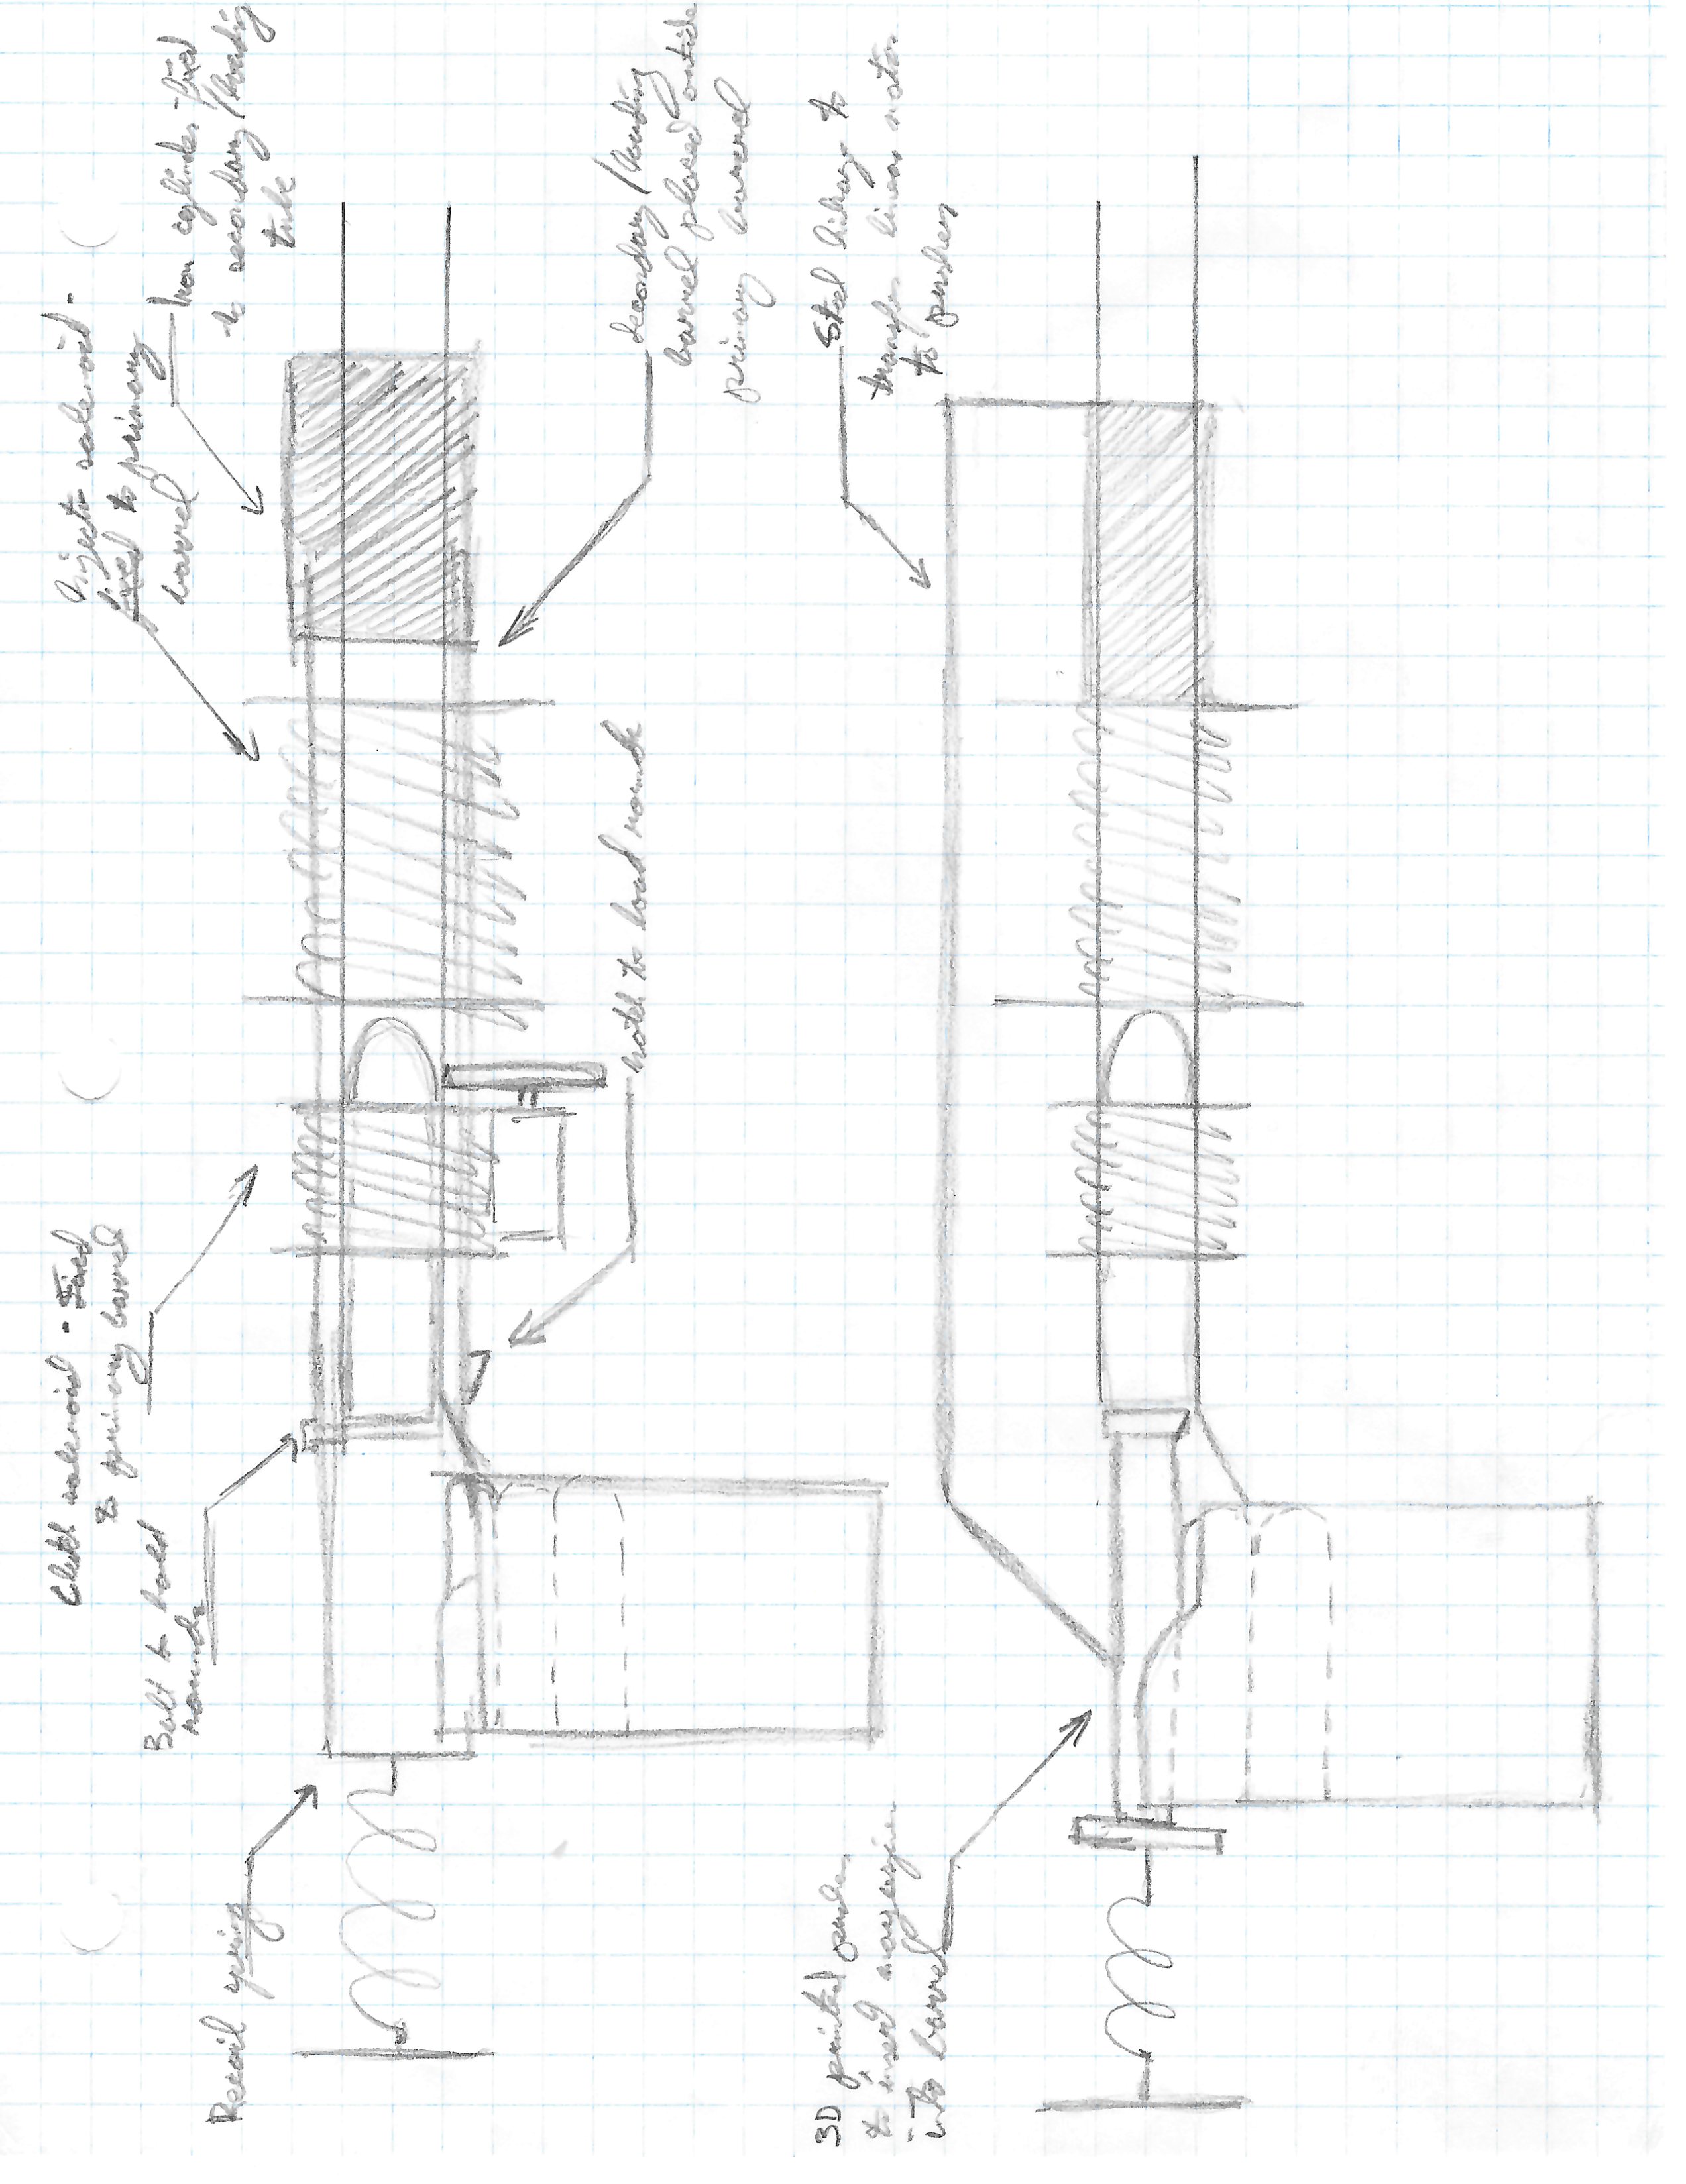 Clutch solenoid - Fixed
to primary barrel
Injector solenoid -
fixed to primary
barrel
Bolt to hold
rounds
Iron cylinder - fixed
to secondary/loading
tube
Recoil spring
notch to load rounds
Secondary/loading
barrel placed outside
primary barrel
3D printed pusher
to insert magazine
into barrel
Steel linkage to
transfer linear motion
to pushers